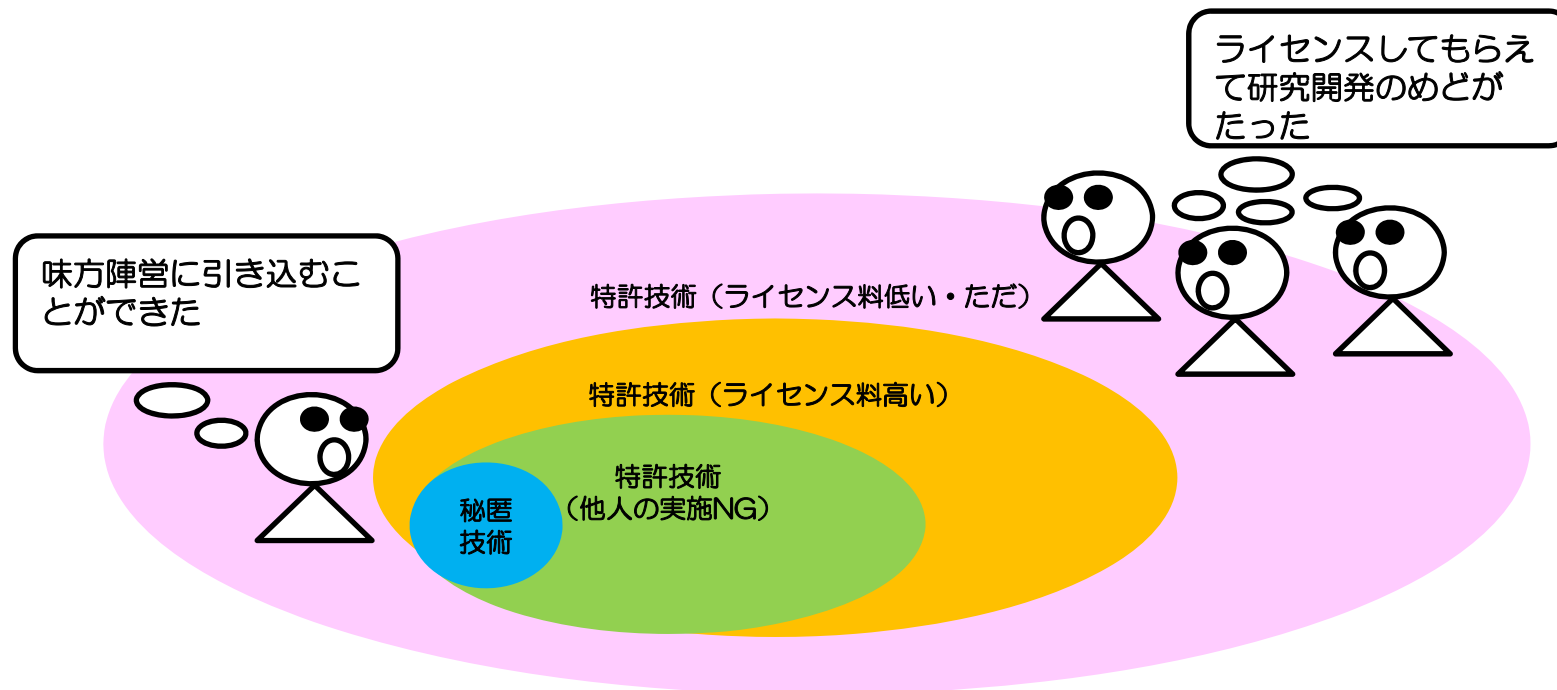 ライセンスしてもらえ
て研究開発のめどが
たった
味方陣営に引き込むこ
とができた
特許技術（ライセンス料低い・ただ）
特許技術（ライセンス料高い）
特許技術
（他人の実施NG）
秘匿
技術